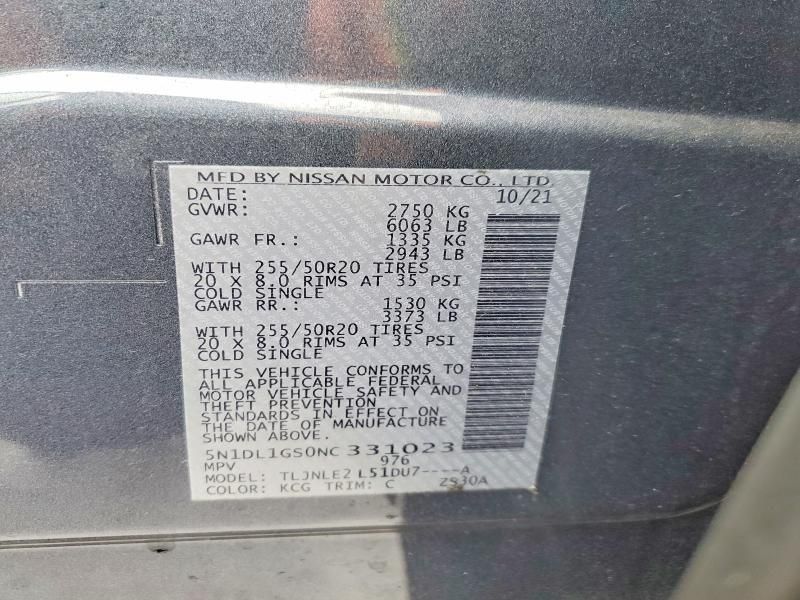 MFD BY NISSAN MOTOR CO., LTD.
DATE: 10/21
GVWR: 2750 KG
6063 LB
GAWR FR.: 1335 KG
2943 LB
WITH 255/50R20 TIRES
20 X 8.0 RIMS AT 35 PSI
COLD SINGLE
GAWR RR.: 1530 KG
3373 LB
WITH 255/50R20 TIRES
20 X 8.0 RIMS AT 35 PSI
COLD SINGLE
THIS VEHICLE CONFORMS TO
ALL APPLICABLE FEDERAL
MOTOR VEHICLE SAFETY AND
THEFT PREVENTION
STANDARDS IN EFFECT ON
THE DATE OF MANUFACTURE
SHOWN ABOVE.
5N1DL1GS0NC 331023
MPV 976
MODEL: TLJNLE2 L51DU7----A
COLOR: KCG TRIM: C Z930A